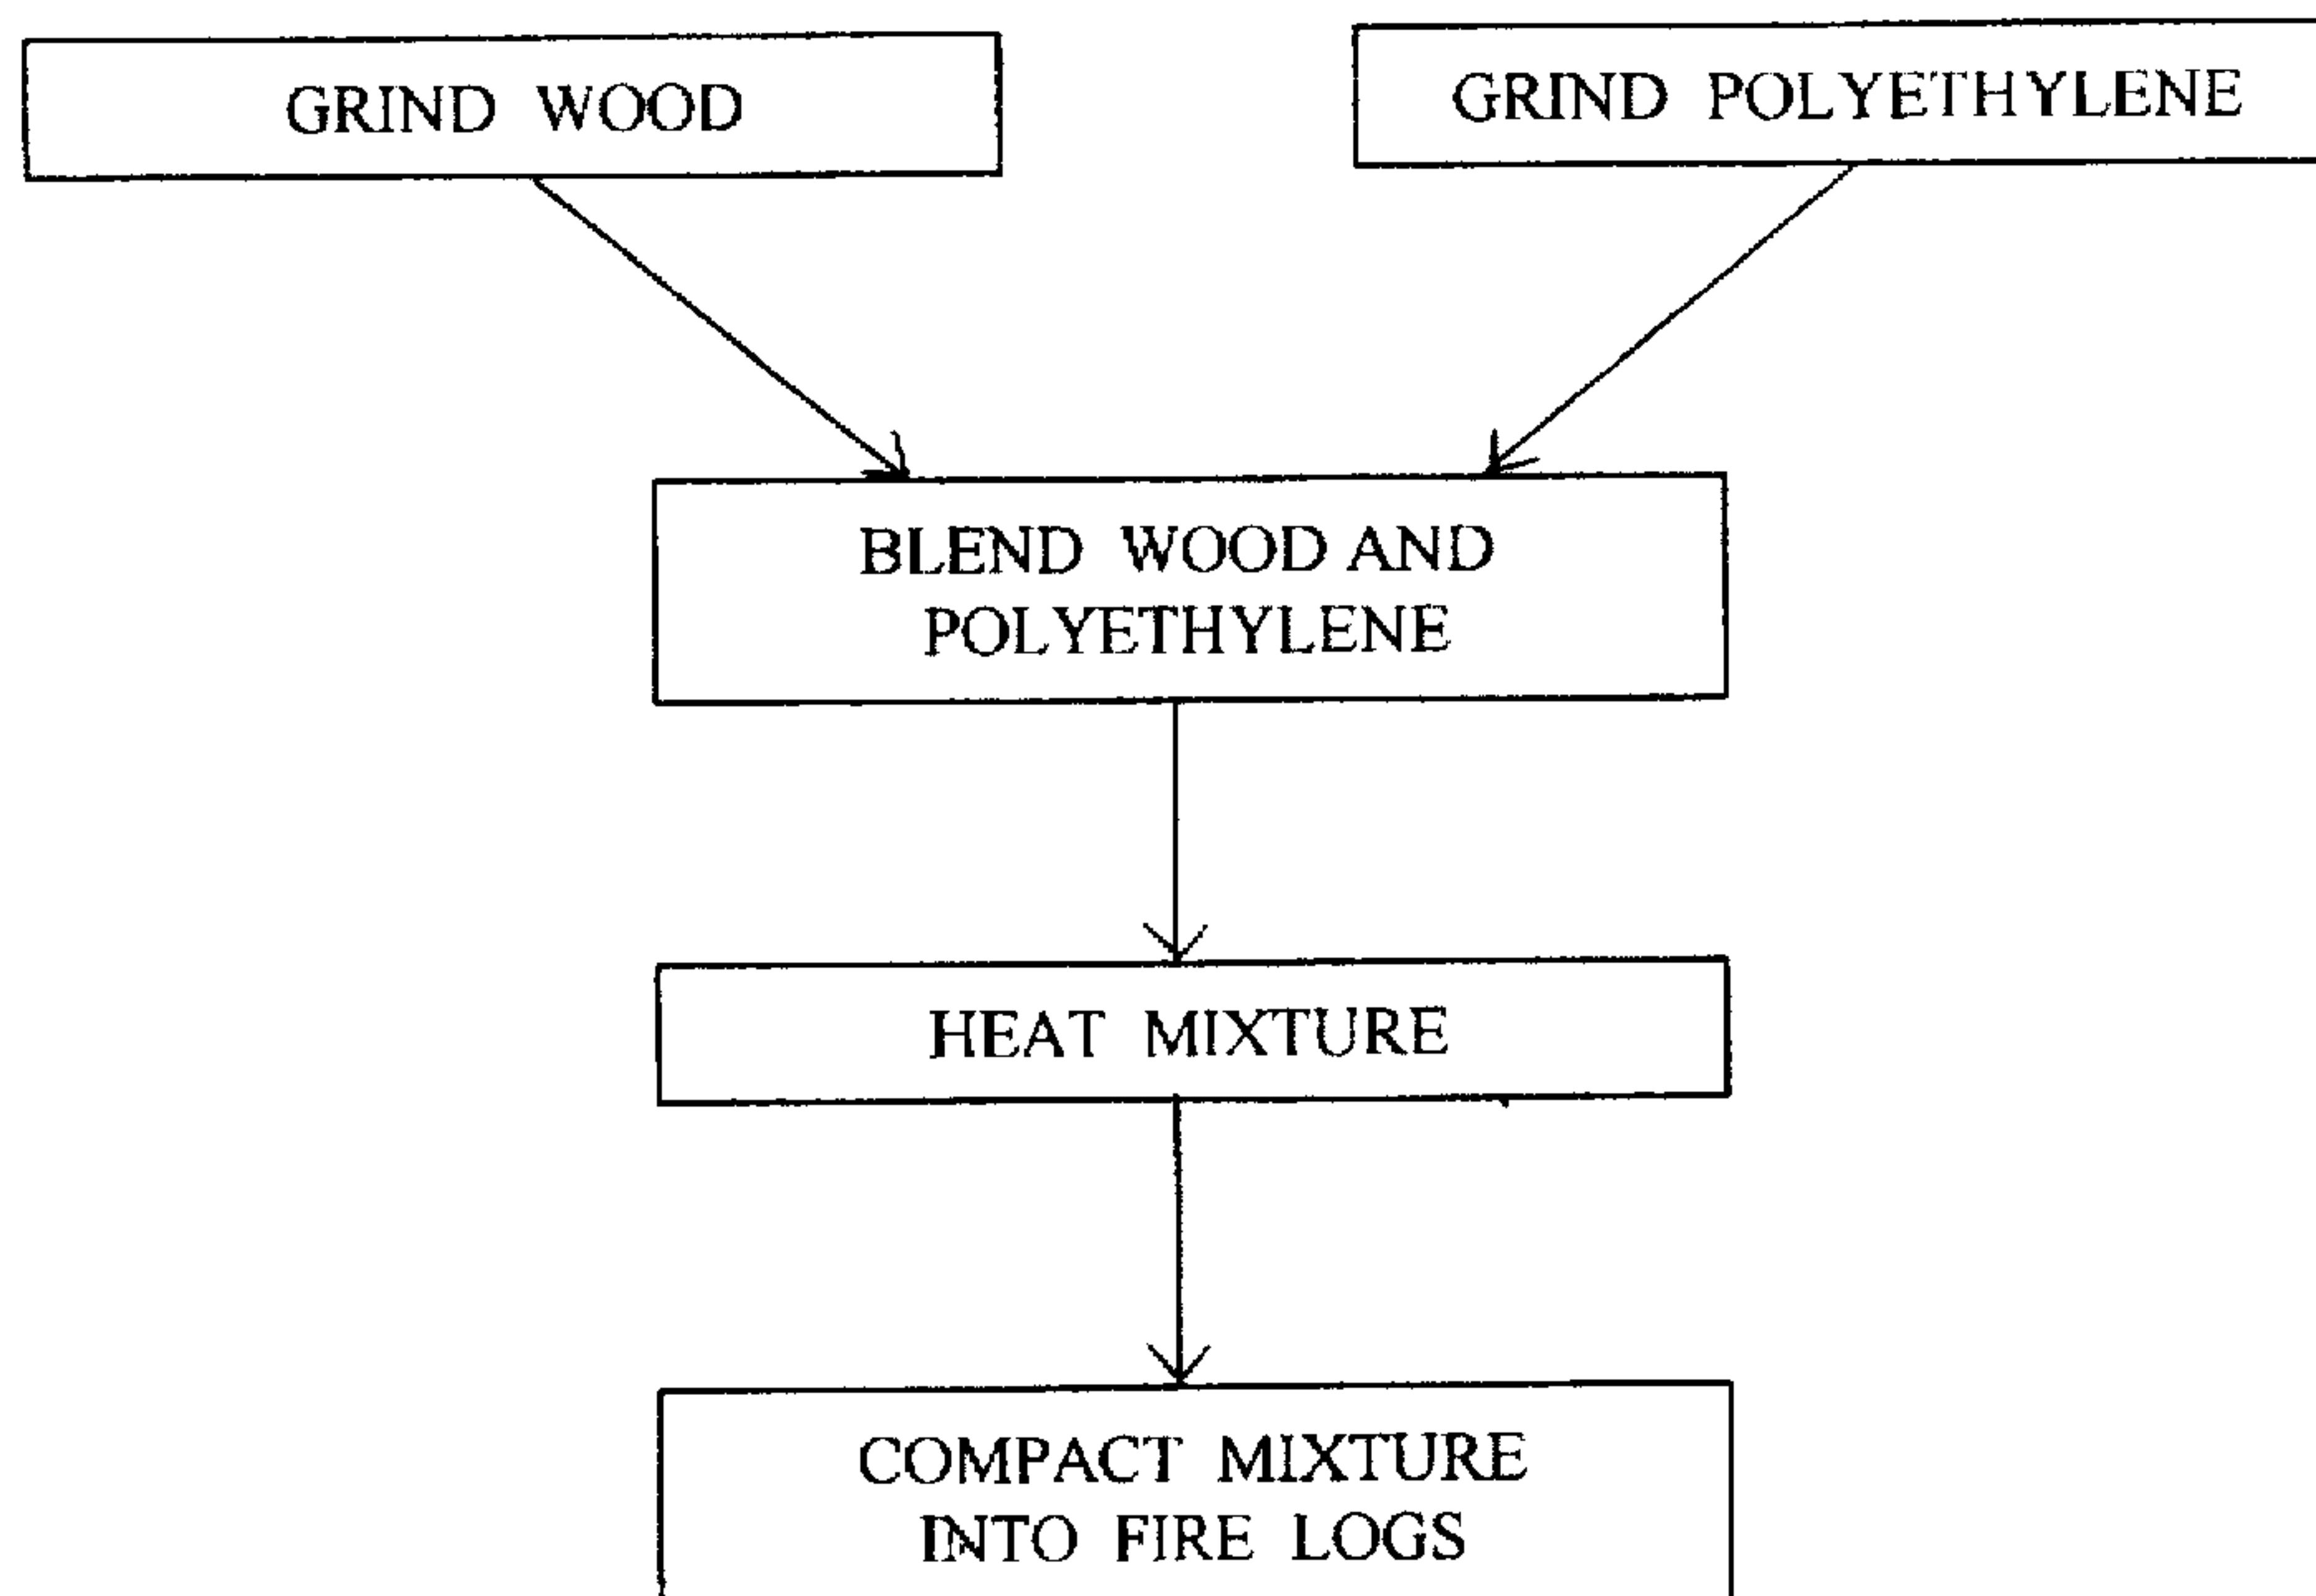 GRIND WOOD
GRIND POLYETHYLENE
BLEND WOOD AND
POLYETHYLENE
HEAT MIXTURE
COMPACT MIXTURE
INTO FIRE LOGS